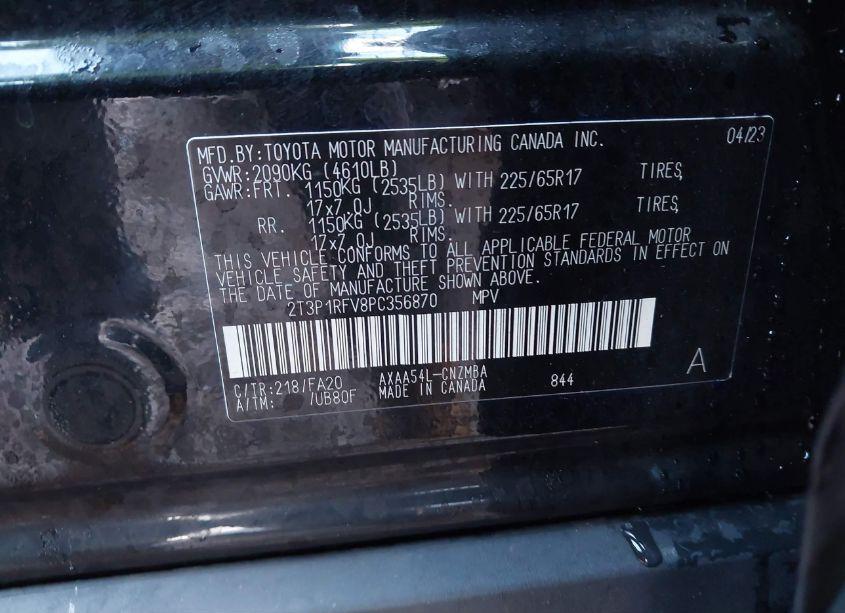 MFD.BY:TOYOTA MOTOR MANUFACTURING CANADA INC. 04/23
GVWR:2090KG (4610LB)
GAWR:FRT. 1150KG (2535LB) WITH 225/65R17 TIRES,
17x7.0J RIMS.
RR. 1150KG (2535LB) WITH 225/65R17 TIRES,
17x7.0J RIMS.
THIS VEHICLE CONFORMS TO ALL APPLICABLE FEDERAL MOTOR
VEHICLE SAFETY AND THEFT PREVENTION STANDARDS IN EFFECT ON
THE DATE OF MANUFACTURE SHOWN ABOVE.
2T3P1RFV8PC356870 MPV
C/TR:218/FA20 AXAA54L-CNZMBA 844 A
A/TM: /UB80F MADE IN CANADA